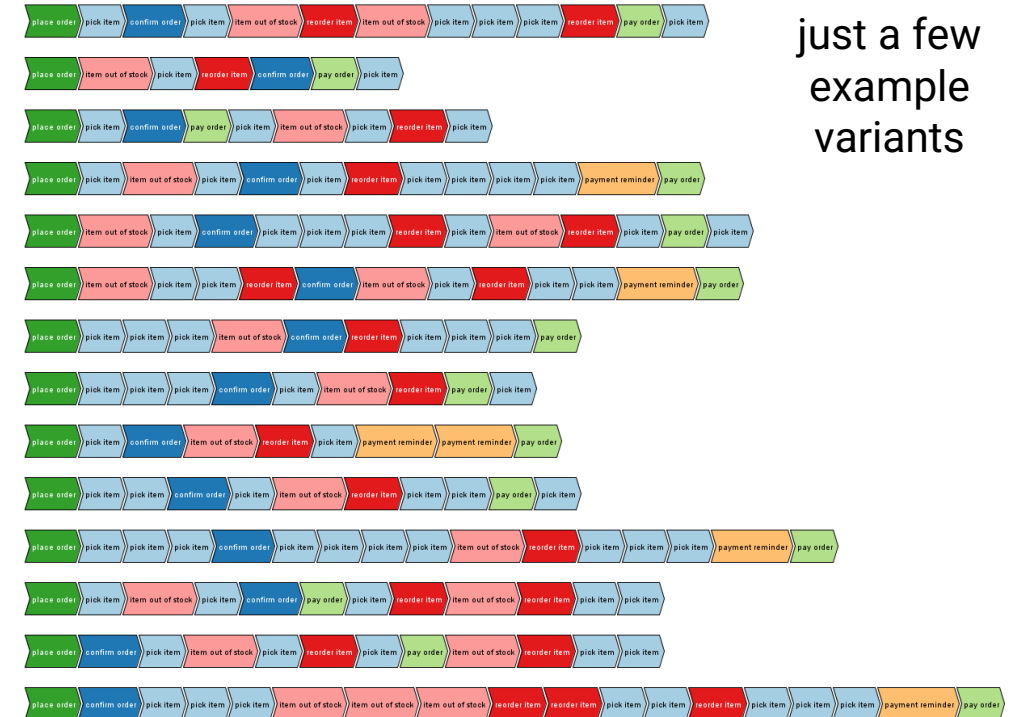 place order pick item confirm order pick item item out of stock reorder item item out of stock pick item pick item pick item reorder item pay order pick item
just a few
example
variants
place order item out of stock pick item reorder item confirm order pay order pick item
place order pick item confirm order pay order pick item item out of stock pick item reorder item pick item
place order pick item item out of stock pick item confirm order pick item reorder item pick item pick item pick item pick item payment reminder pay order
place order item out of stock pick item confirm order pick item pick item pick item reorder item pick item item out of stock reorder item pick item pay order pick item
place order item out of stock pick item pick item reorder item confirm order item out of stock pick item reorder item pick item pick item payment reminder pay order
place order pick item pick item pick item item out of stock confirm order reorder item pick item pick item pick item pay order
place order pick item pick item pick item confirm order pick item item out of stock reorder item pay order pick item
place order pick item confirm order item out of stock reorder item pick item payment reminder payment reminder pay order
place order pick item pick item confirm order pick item item out of stock reorder item pick item pick item pay order pick item
place order pick item pick item pick item confirm order pick item pick item pick item pick item item out of stock reorder item pick item pick item pick item payment reminder pay order
place order pick item item out of stock pick item confirm order pay order pick item reorder item item out of stock reorder item pick item pick item
place order confirm order pick item item out of stock pick item reorder item pick item pay order item out of stock reorder item pick item pick item
place order confirm order pick item pick item pick item item out of stock item out of stock item out of stock reorder item reorder item pick item pick item reorder item pick item pick item pick item payment reminder pay order